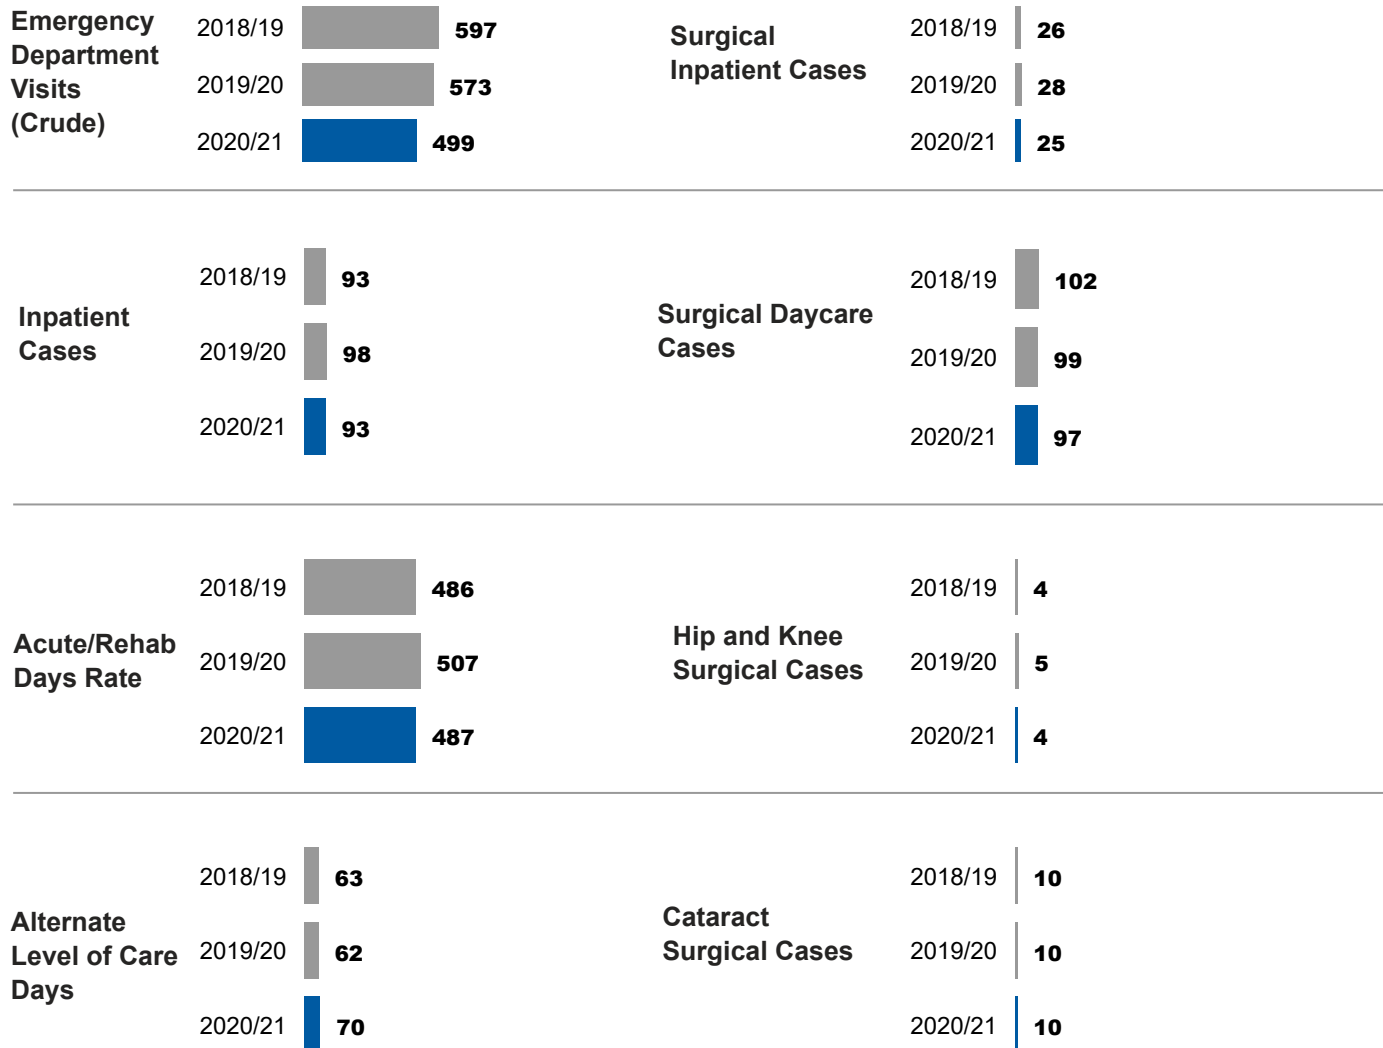 Emergency
Department
Visits
(Crude)
2018/19 597
2019/20 573
2020/21 499
Surgical
Inpatient Cases
2018/19 26
2019/20 28
2020/21 25
Inpatient
Cases
2018/19 93
2019/20 98
2020/21 93
Surgical Daycare
Cases
2018/19 102
2019/20 99
2020/21 97
Acute/Rehab
Days Rate
2018/19 486
2019/20 507
2020/21 487
Hip and Knee
Surgical Cases
2018/19 4
2019/20 5
2020/21 4
Alternate
Level of Care
Days
2018/19 63
2019/20 62
2020/21 70
Cataract
Surgical Cases
2018/19 10
2019/20 10
2020/21 10